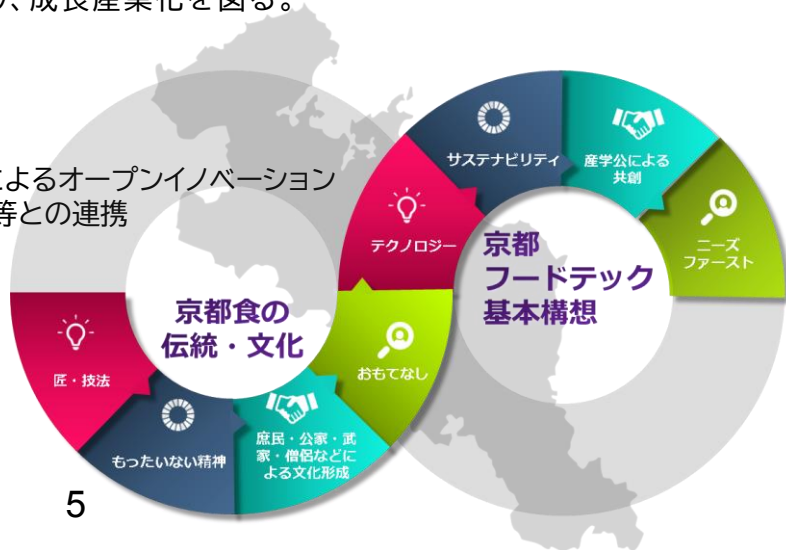 、成長産業化を図る。
によるオープンイノベーション
等との連携
サステナビリティ
産学公による
共創
テクノロジー
ニーズ
ファースト
京都
フードテック
基本構想
京都食の
伝統・文化
匠・技法
おもてなし
もったいない精神
庶民・公家・武
家・僧侶などに
よる文化形成
5